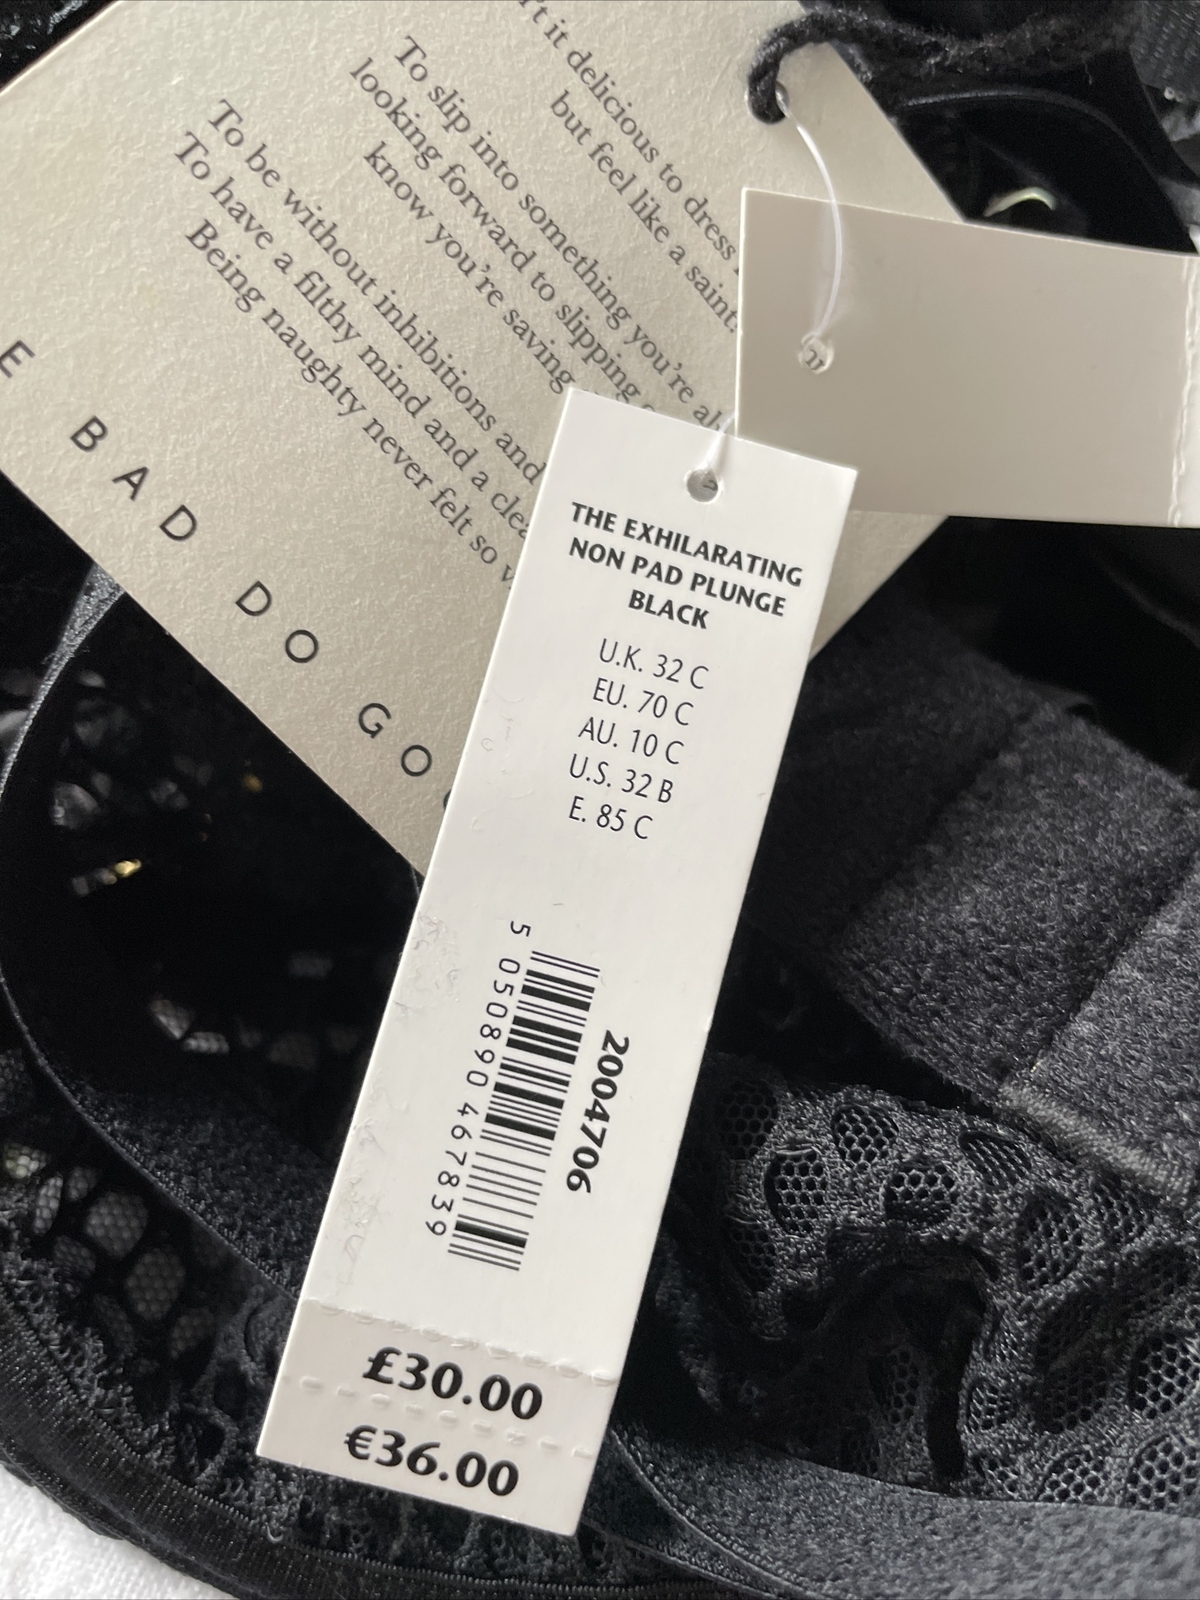 it delicious to dress
but feel like a saint.
To slip into something you're
looking forward to slipping
know you're saving
To be without inhibitions and
To have a filthy mind and a
Being naughty never felt so
E BAD DO GO
THE EXHILARATING
NON PAD PLUNGE
BLACK
U.K. 32 C
EU. 70 C
AU. 10 C
U.S. 32 B
E. 85 C
5 050890 467839
2004706
£30.00
€36.00